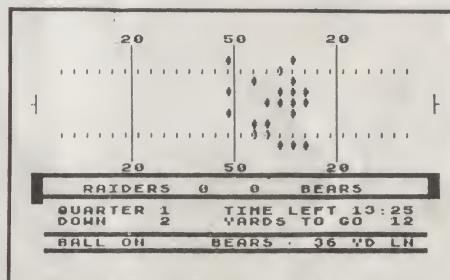 20 50 20
20 50 20
RAIDERS 0 0 BEARS
QUARTER 1 TIME LEFT 13:25
DOWN 2 YARDS TO GO 12
BALL ON BEARS · 36 YD LN